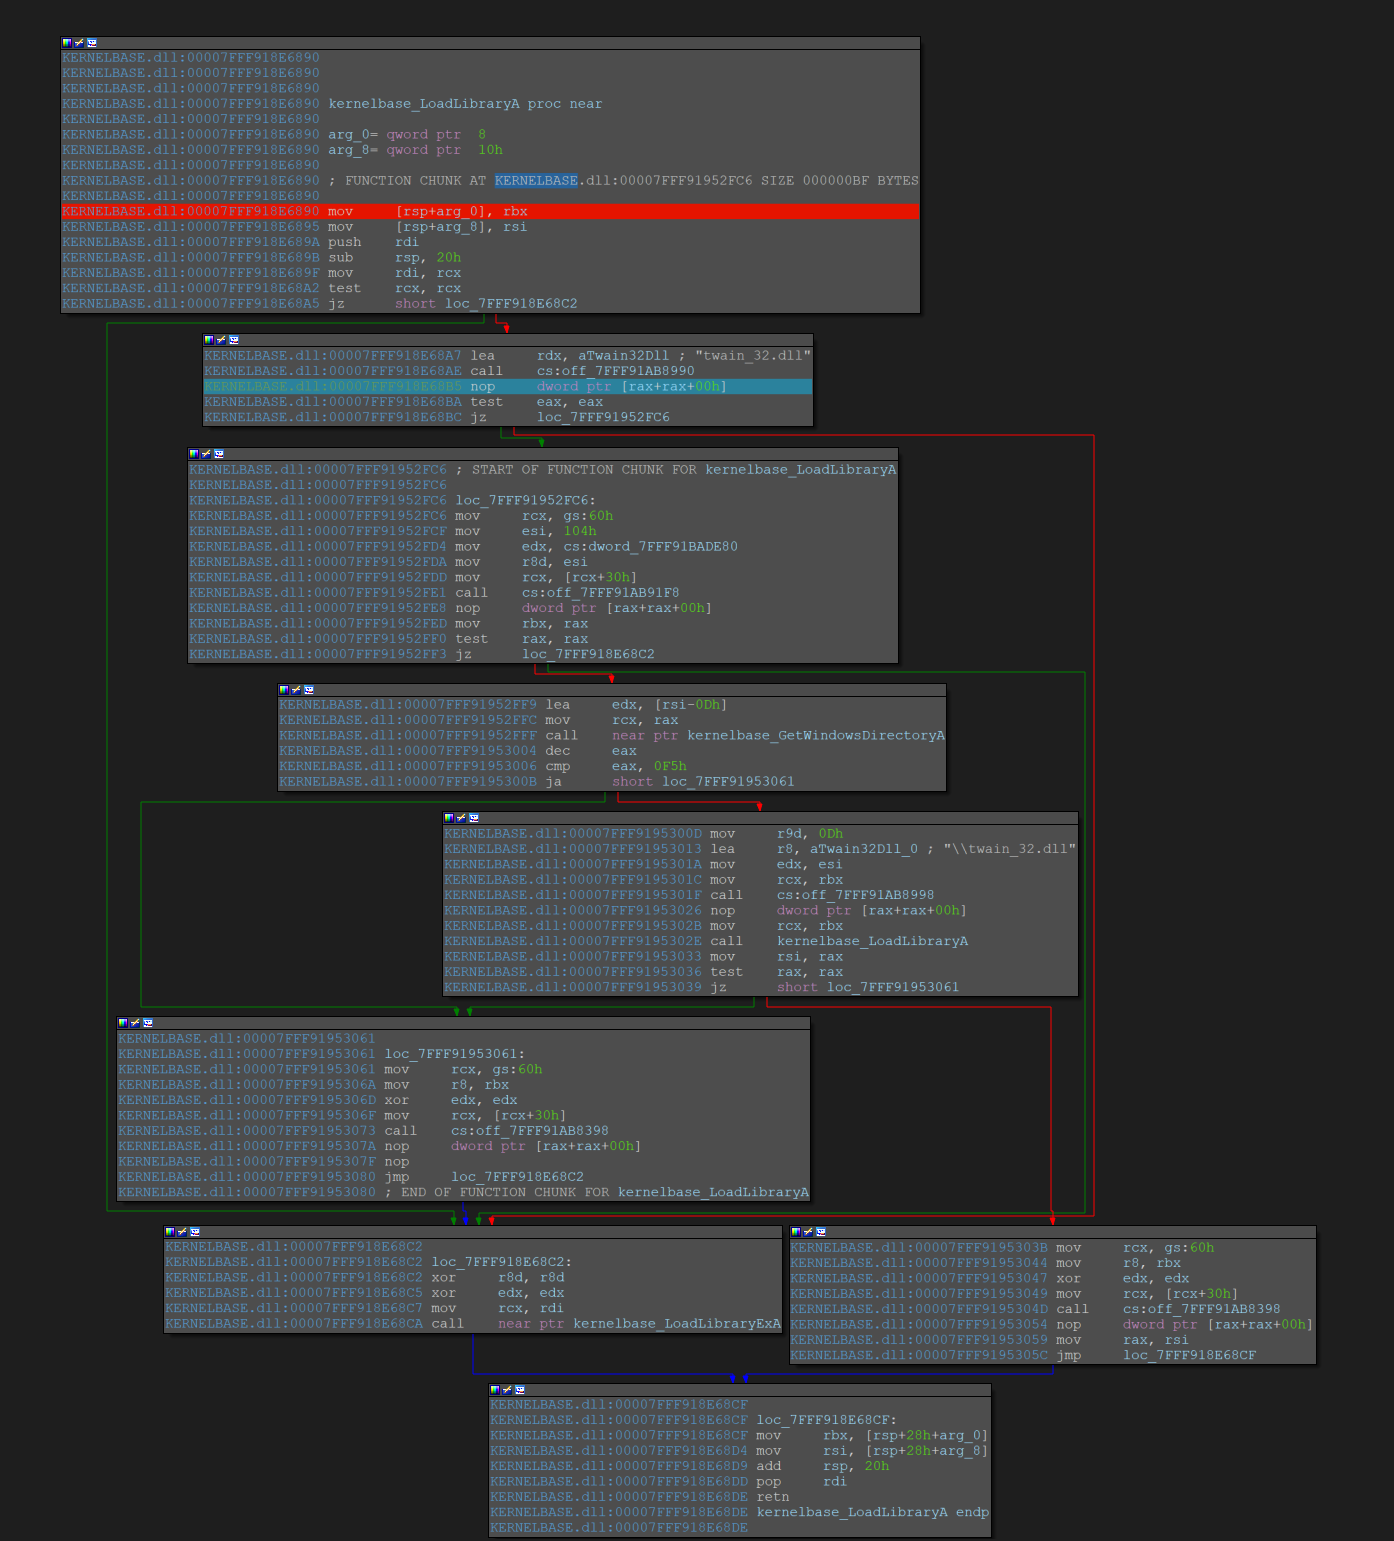 KERNELBASE.dll:00007FFF918E6890
KERNELBASE.dll:00007FFF918E6890
KERNELBASE.dll:00007FFF918E6890
KERNELBASE.dll:00007FFF918E6890 kernelbase_LoadLibraryA proc near
KERNELBASE.dll:00007FFF918E6890
KERNELBASE.dll:00007FFF918E6890 arg_0= qword ptr  8
KERNELBASE.dll:00007FFF918E6890 arg_8= qword ptr  10h
KERNELBASE.dll:00007FFF918E6890
KERNELBASE.dll:00007FFF918E6890 ; FUNCTION CHUNK AT KERNELBASE.dll:00007FFF91952FC6 SIZE 000000BF BYTES
KERNELBASE.dll:00007FFF918E6890
KERNELBASE.dll:00007FFF918E6890 mov     [rsp+arg_0], rbx
KERNELBASE.dll:00007FFF918E6895 mov     [rsp+arg_8], rsi
KERNELBASE.dll:00007FFF918E689A push    rdi
KERNELBASE.dll:00007FFF918E689B sub     rsp, 20h
KERNELBASE.dll:00007FFF918E689F mov     rdi, rcx
KERNELBASE.dll:00007FFF918E68A2 test    rcx, rcx
KERNELBASE.dll:00007FFF918E68A5 jz      short loc_7FFF918E68C2
KERNELBASE.dll:00007FFF918E68A7 lea     rdx, aTwain32Dll ; "twain_32.dll"
KERNELBASE.dll:00007FFF918E68AE call    cs:off_7FFF91AB8990
KERNELBASE.dll:00007FFF918E68B5 nop     dword ptr [rax+rax+00h]
KERNELBASE.dll:00007FFF918E68BA test    eax, eax
KERNELBASE.dll:00007FFF918E68BC jz      loc_7FFF91952FC6
KERNELBASE.dll:00007FFF91952FC6 ; START OF FUNCTION CHUNK FOR kernelbase_LoadLibraryA
KERNELBASE.dll:00007FFF91952FC6
KERNELBASE.dll:00007FFF91952FC6 loc_7FFF91952FC6:
KERNELBASE.dll:00007FFF91952FC6 mov     rcx, gs:60h
KERNELBASE.dll:00007FFF91952FCF mov     esi, 104h
KERNELBASE.dll:00007FFF91952FD4 mov     edx, cs:dword_7FFF91BADE80
KERNELBASE.dll:00007FFF91952FDA mov     r8d, esi
KERNELBASE.dll:00007FFF91952FDD mov     rcx, [rcx+30h]
KERNELBASE.dll:00007FFF91952FE1 call    cs:off_7FFF91AB91F8
KERNELBASE.dll:00007FFF91952FE8 nop     dword ptr [rax+rax+00h]
KERNELBASE.dll:00007FFF91952FED mov     rbx, rax
KERNELBASE.dll:00007FFF91952FF0 test    rax, rax
KERNELBASE.dll:00007FFF91952FF3 jz      loc_7FFF918E68C2
KERNELBASE.dll:00007FFF91952FF9 lea     edx, [rsi-0Dh]
KERNELBASE.dll:00007FFF91952FFC mov     rcx, rax
KERNELBASE.dll:00007FFF91952FFF call    near ptr kernelbase_GetWindowsDirectoryA
KERNELBASE.dll:00007FFF91953004 dec     eax
KERNELBASE.dll:00007FFF91953006 cmp     eax, 0F5h
KERNELBASE.dll:00007FFF9195300B ja      short loc_7FFF91953061
KERNELBASE.dll:00007FFF9195300D mov     r9d, 0Dh
KERNELBASE.dll:00007FFF91953013 lea     r8, aTwain32Dll_0 ; "\\twain_32.dll"
KERNELBASE.dll:00007FFF9195301A mov     edx, esi
KERNELBASE.dll:00007FFF9195301C mov     rcx, rbx
KERNELBASE.dll:00007FFF9195301F call    cs:off_7FFF91AB8998
KERNELBASE.dll:00007FFF91953026 nop     dword ptr [rax+rax+00h]
KERNELBASE.dll:00007FFF9195302B mov     rcx, rbx
KERNELBASE.dll:00007FFF9195302E call    kernelbase_LoadLibraryA
KERNELBASE.dll:00007FFF91953033 mov     rsi, rax
KERNELBASE.dll:00007FFF91953036 test    rax, rax
KERNELBASE.dll:00007FFF91953039 jz      short loc_7FFF91953061
KERNELBASE.dll:00007FFF91953061
KERNELBASE.dll:00007FFF91953061 loc_7FFF91953061:
KERNELBASE.dll:00007FFF91953061 mov     rcx, gs:60h
KERNELBASE.dll:00007FFF9195306A mov     r8, rbx
KERNELBASE.dll:00007FFF9195306D xor     edx, edx
KERNELBASE.dll:00007FFF9195306F mov     rcx, [rcx+30h]
KERNELBASE.dll:00007FFF91953073 call    cs:off_7FFF91AB8398
KERNELBASE.dll:00007FFF9195307A nop     dword ptr [rax+rax+00h]
KERNELBASE.dll:00007FFF9195307F nop
KERNELBASE.dll:00007FFF91953080 jmp     loc_7FFF918E68C2
KERNELBASE.dll:00007FFF91953080 ; END OF FUNCTION CHUNK FOR kernelbase_LoadLibraryA
KERNELBASE.dll:00007FFF918E68C2
KERNELBASE.dll:00007FFF918E68C2 loc_7FFF918E68C2:
KERNELBASE.dll:00007FFF918E68C2 xor     r8d, r8d
KERNELBASE.dll:00007FFF918E68C5 xor     edx, edx
KERNELBASE.dll:00007FFF918E68C7 mov     rcx, rdi
KERNELBASE.dll:00007FFF918E68CA call    near ptr kernelbase_LoadLibraryExA
KERNELBASE.dll:00007FFF9195303B mov     rcx, gs:60h
KERNELBASE.dll:00007FFF91953044 mov     r8, rbx
KERNELBASE.dll:00007FFF91953047 xor     edx, edx
KERNELBASE.dll:00007FFF91953049 mov     rcx, [rcx+30h]
KERNELBASE.dll:00007FFF9195304D call    cs:off_7FFF91AB8398
KERNELBASE.dll:00007FFF91953054 nop     dword ptr [rax+rax+00h]
KERNELBASE.dll:00007FFF91953059 mov     rax, rsi
KERNELBASE.dll:00007FFF9195305C jmp     loc_7FFF918E68CF
KERNELBASE.dll:00007FFF918E68CF
KERNELBASE.dll:00007FFF918E68CF loc_7FFF918E68CF:
KERNELBASE.dll:00007FFF918E68CF mov     rbx, [rsp+28h+arg_0]
KERNELBASE.dll:00007FFF918E68D4 mov     rsi, [rsp+28h+arg_8]
KERNELBASE.dll:00007FFF918E68D9 add     rsp, 20h
KERNELBASE.dll:00007FFF918E68DD pop     rdi
KERNELBASE.dll:00007FFF918E68DE retn
KERNELBASE.dll:00007FFF918E68DE kernelbase_LoadLibraryA endp
KERNELBASE.dll:00007FFF918E68DE